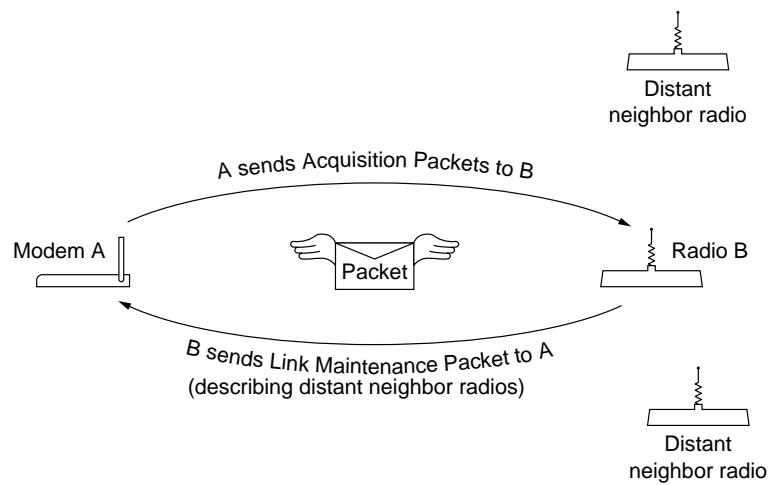 Distant
neighbor radio
A sends Acquisition Packets to B
Modem A
Packet
Radio B
B sends Link Maintenance Packet to A
(describing distant neighbor radios)
Distant
neighbor radio